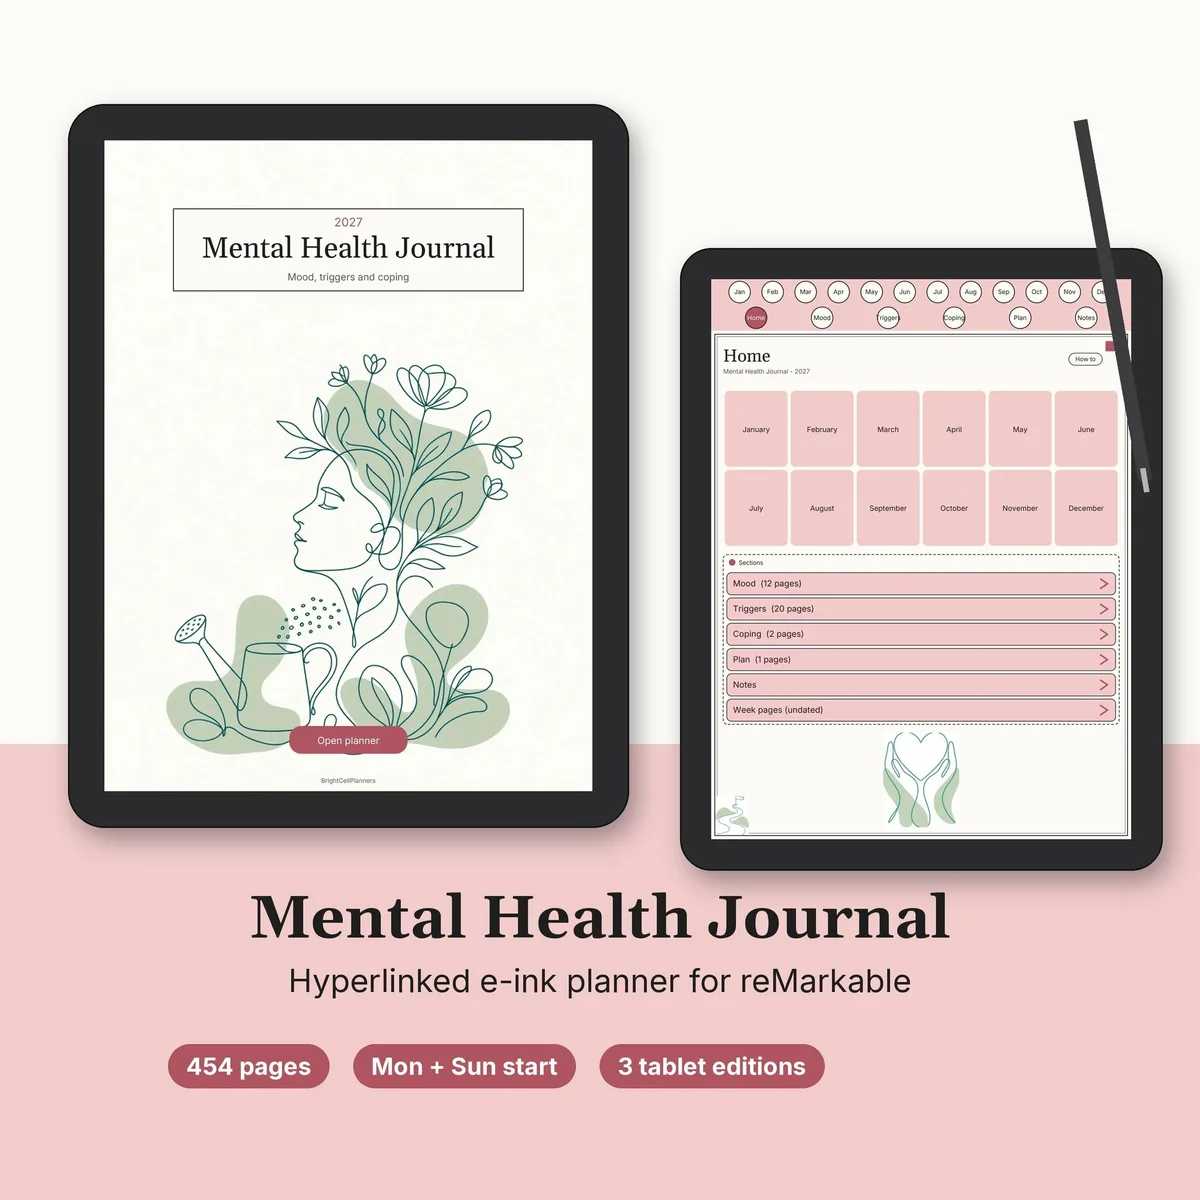 2027
Mental Health Journal
Mood, triggers and coping
Open planner
BrightCellPlanners
Jan Feb Mar Apr May Jun Jul Aug Sep Oct Nov
Home Mood Triggers Coping Plan Notes
Home
How to
Mental Health Journal - 2027
January February March April May June
July August September October November December
Sections
Mood (12 pages)
Triggers (20 pages)
Coping (2 pages)
Plan (1 pages)
Notes
Week pages (undated)
Mental Health Journal
Hyperlinked e-ink planner for reMarkable
454 pages Mon + Sun start 3 tablet editions